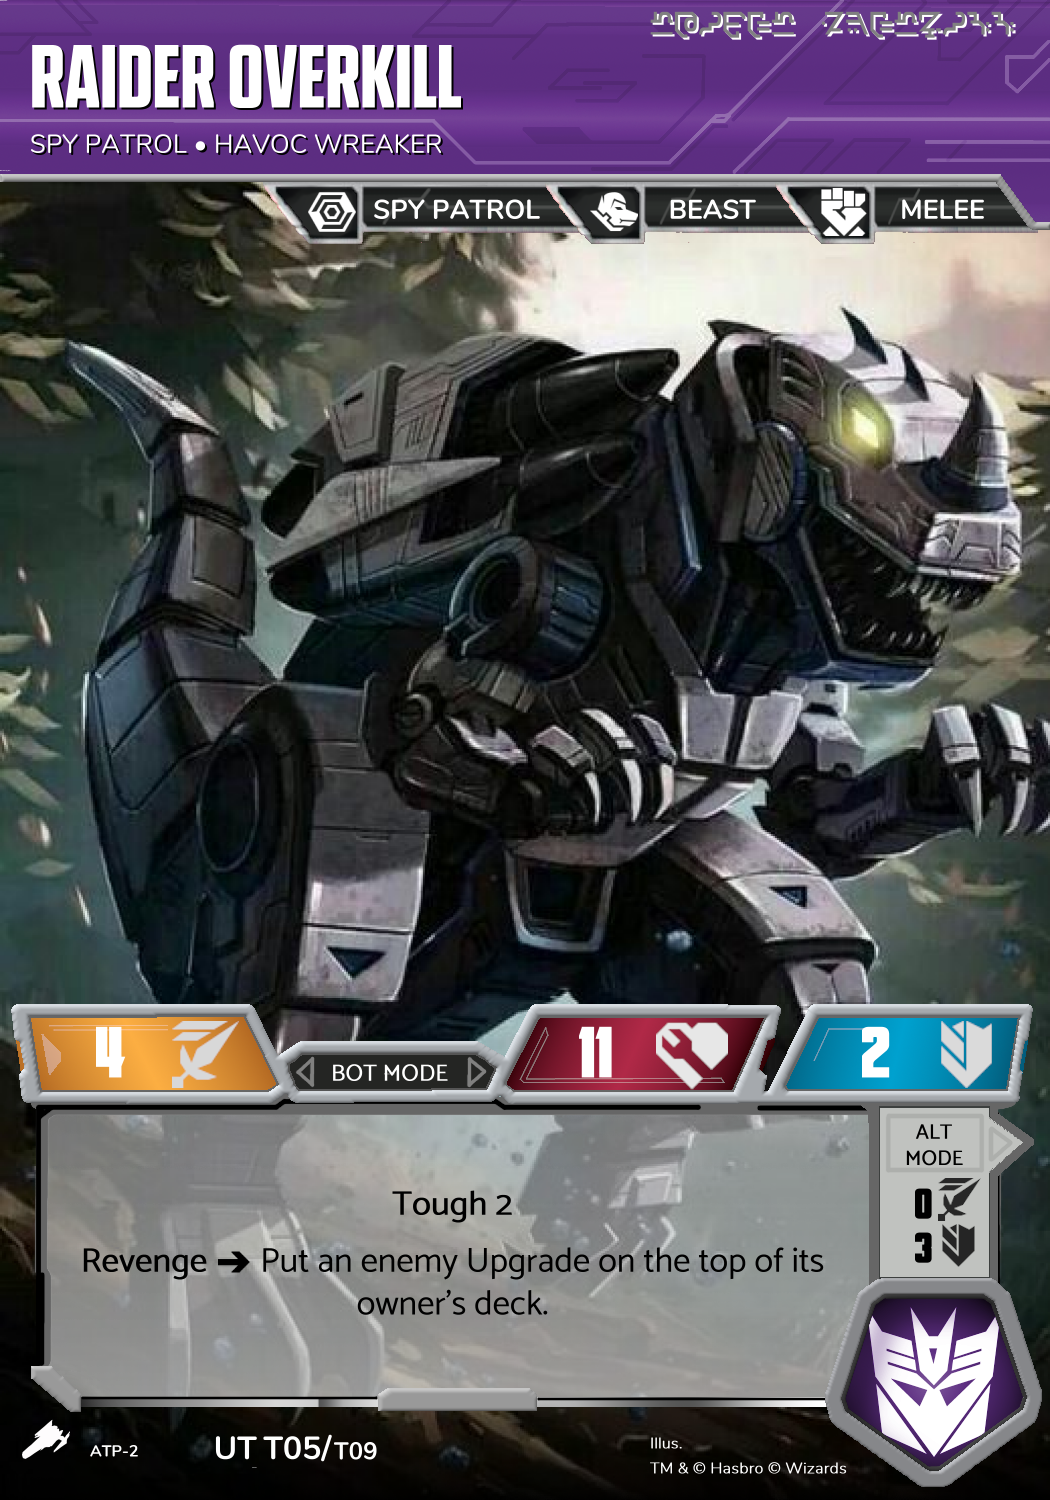 RAIDER OVERKILL
SPY PATROL • HAVOC WREAKER
SPY PATROL BEAST MELEE
4 BOT MODE 11 2
ALT
MODE
0
3
Tough 2
Revenge ➔ Put an enemy Upgrade on the top of its
owner's deck.
ATP-2 UT T05/T09
Illus.
TM & © Hasbro © Wizards